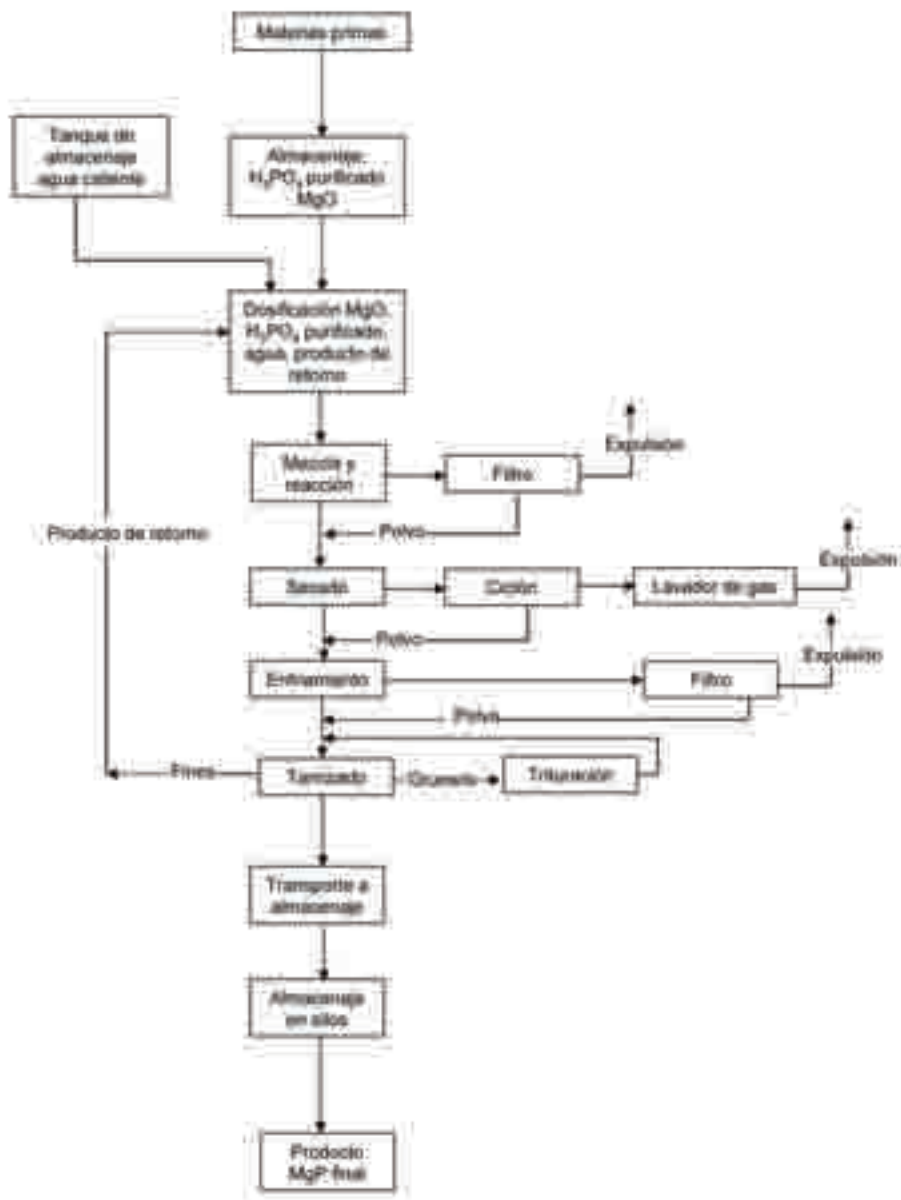 Materias primas
Tanque de
almacenaje
agua caliente
Almacenaje:
H₃PO₄ purificado
MgO
Dosificación MgO,
H₃PO₄ purificado,
agua, producto de
retorno
Mezcla y
reacción
Filtro
Expulsión
Polvo
Producto de retorno
Secado
Ciclón
Lavador de gas
Expulsión
Polvo
Enfriamiento
Filtro
Expulsión
Polvo
Fines
Tamizado
Grueso
Trituración
Transporte a
almacenaje
Almacenaje
en silos
Producto:
MgP final